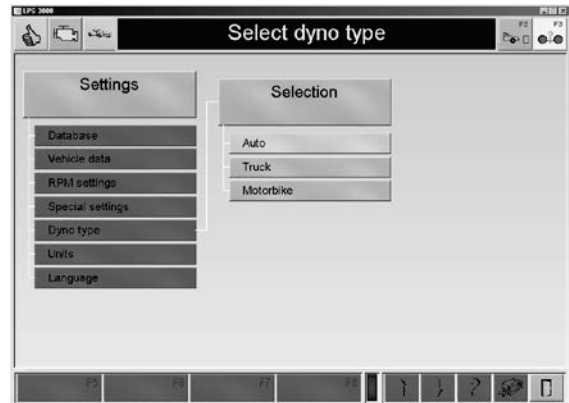 LPS 3000
Select dyno type
F2
F3
Settings
Selection
Database
Vehicle data
RPM settings
Special settings
Dyno type
Units
Language
Auto
Truck
Motorbike
F5
F6
F7
F8